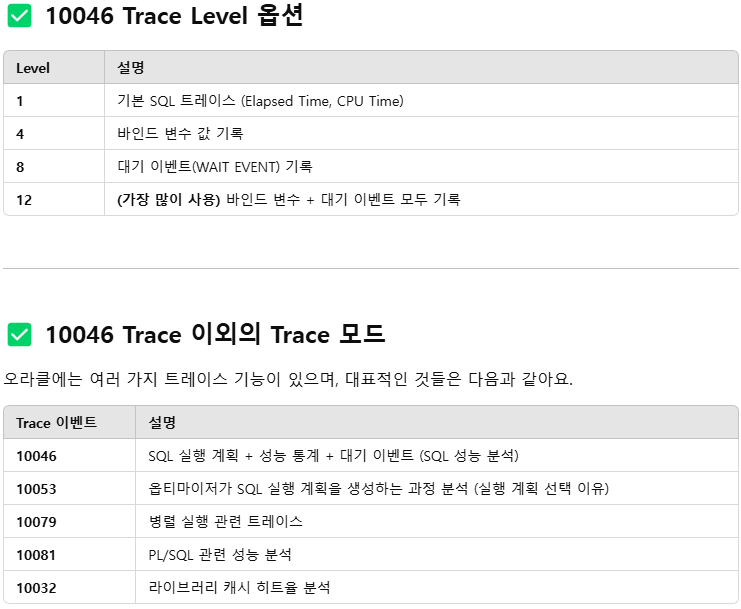 ✅ 10046 Trace Level 옵션
Level 설명
1 기본 SQL 트레이스 (Elapsed Time, CPU Time)
4 바인드 변수 값 기록
8 대기 이벤트(WAIT EVENT) 기록
12 (가장 많이 사용) 바인드 변수 + 대기 이벤트 모두 기록
✅ 10046 Trace 이외의 Trace 모드
오라클에는 여러 가지 트레이스 기능이 있으며, 대표적인 것들은 다음과 같아요.
Trace 이벤트 설명
10046 SQL 실행 계획 + 성능 통계 + 대기 이벤트 (SQL 성능 분석)
10053 옵티마이저가 SQL 실행 계획을 생성하는 과정 분석 (실행 계획 선택 이유)
10079 병렬 실행 관련 트레이스
10081 PL/SQL 관련 성능 분석
10032 라이브러리 캐시 히트율 분석